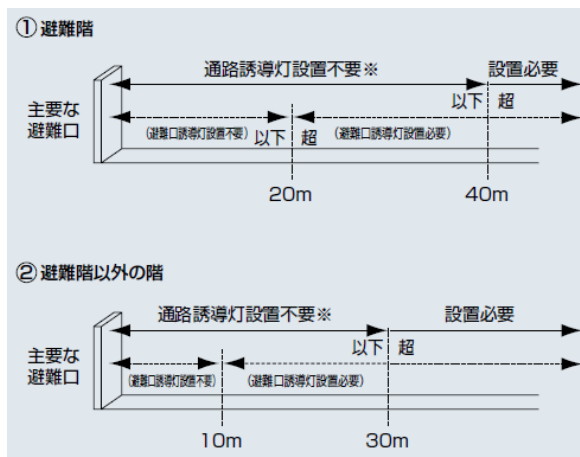 ①避難階
通路誘導灯設置不要※
設置必要
主要な
避難口
以下
超
(避難口誘導灯設置不要)
以下
超
(避難口誘導灯設置必要)
20m
40m
②避難階以外の階
通路誘導灯設置不要※
設置必要
主要な
避難口
以下
超
(避難口誘導灯設置不要)
(避難口誘導灯設置必要)
10m
30m